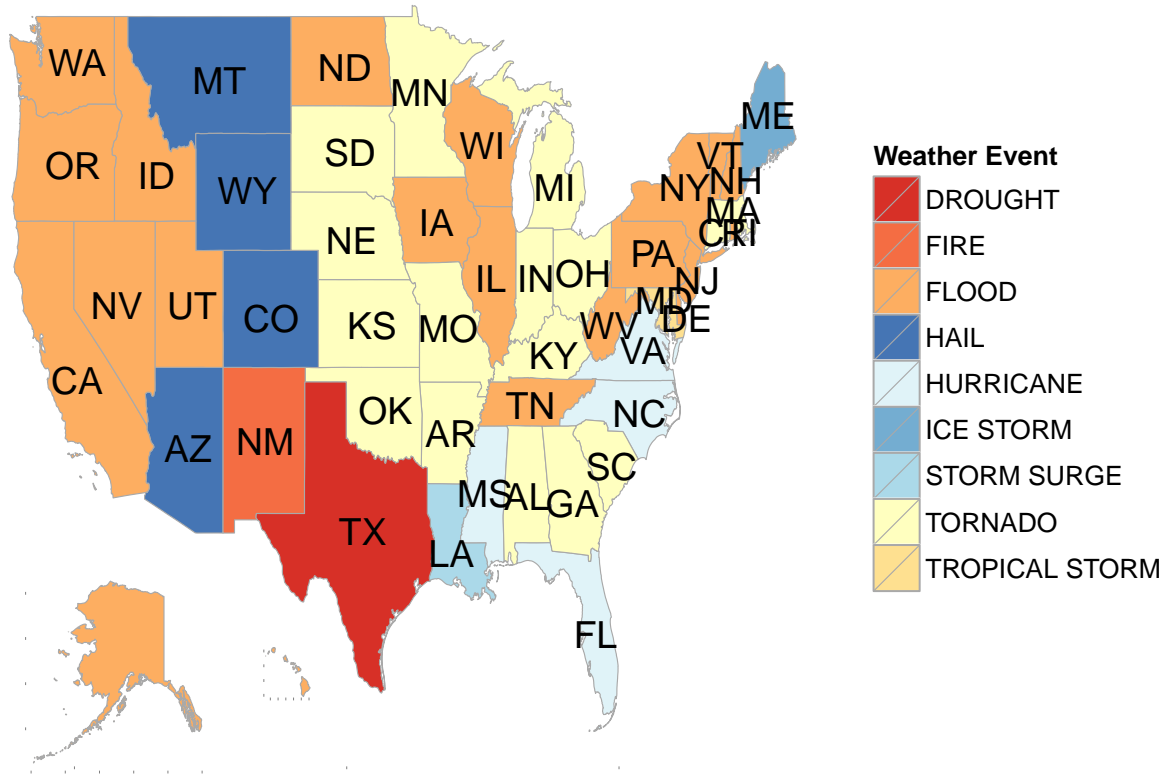 WA
MT
ND
MN
ME
OR
ID
WY
SD
WI
MI
VT
NH
NY
MA
CT
RI
NV
UT
CO
NE
IA
IL
IN
OH
PA
NJ
MD
DE
WV
VA
CA
KS
MO
KY
AZ
NM
OK
AR
TN
NC
SC
TX
LA
MS
AL
GA
FL
Weather Event
DROUGHT
FIRE
FLOOD
HAIL
HURRICANE
ICE STORM
STORM SURGE
TORNADO
TROPICAL STORM